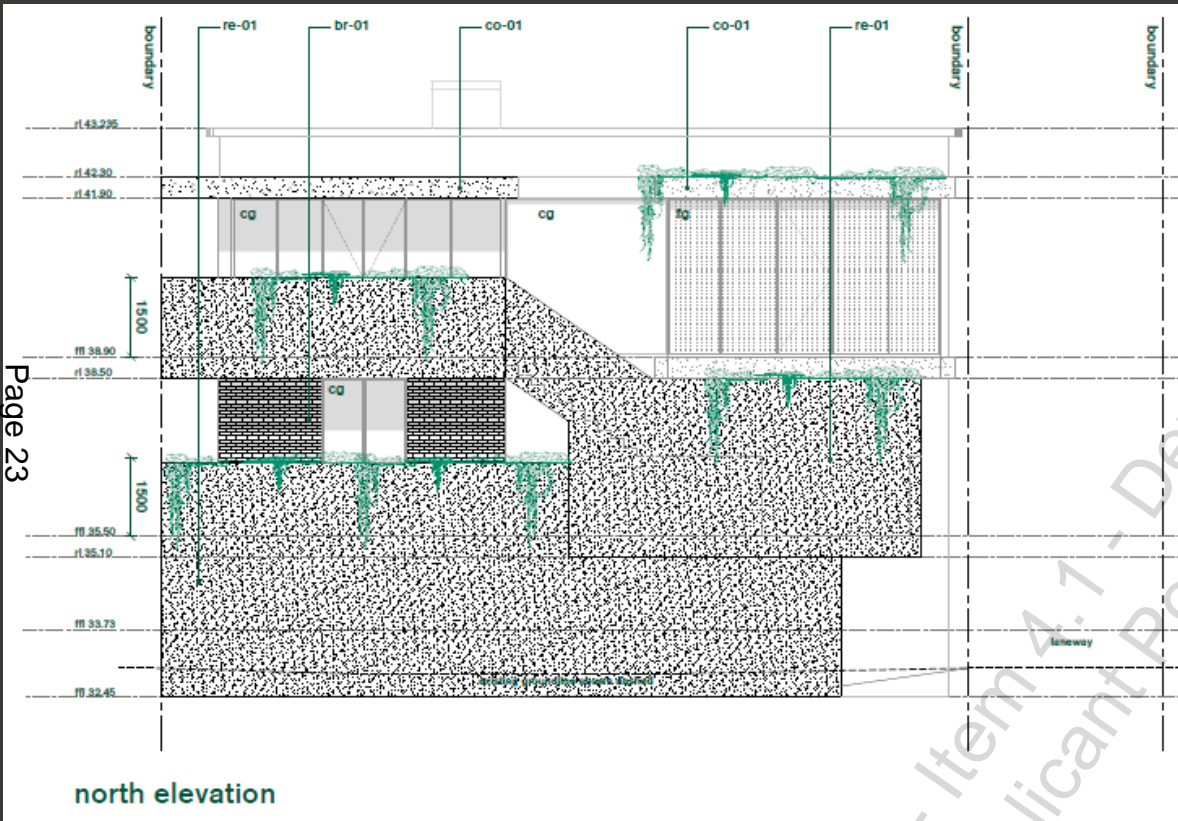 re-01
br-01
co-01
co-01
re-01
boundary
boundary
boundary
rl 43.235
rl 42.30
rl 41.90
cg
cg
fg
1500
ffl 38.90
rl 38.50
cg
Page 23
1500
ffl 35.50
rl 35.10
ffl 33.73
laneway
ffl 32.45
north elevation
Item 4.1 - De
licant